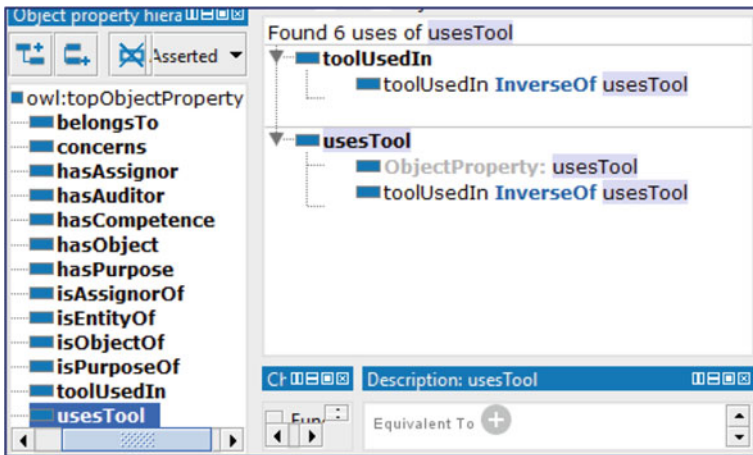 Object property hiera
Asserted
owl:topObjectProperty
belongsTo
concerns
hasAssignor
hasAuditor
hasCompetence
hasObject
hasPurpose
isAssignorOf
isEntityOf
isObjectOf
isPurposeOf
toolUsedIn
usesTool
Found 6 uses of usesTool
toolUsedIn
toolUsedIn InverseOf usesTool
usesTool
ObjectProperty: usesTool
toolUsedIn InverseOf usesTool
Description: usesTool
Equivalent To